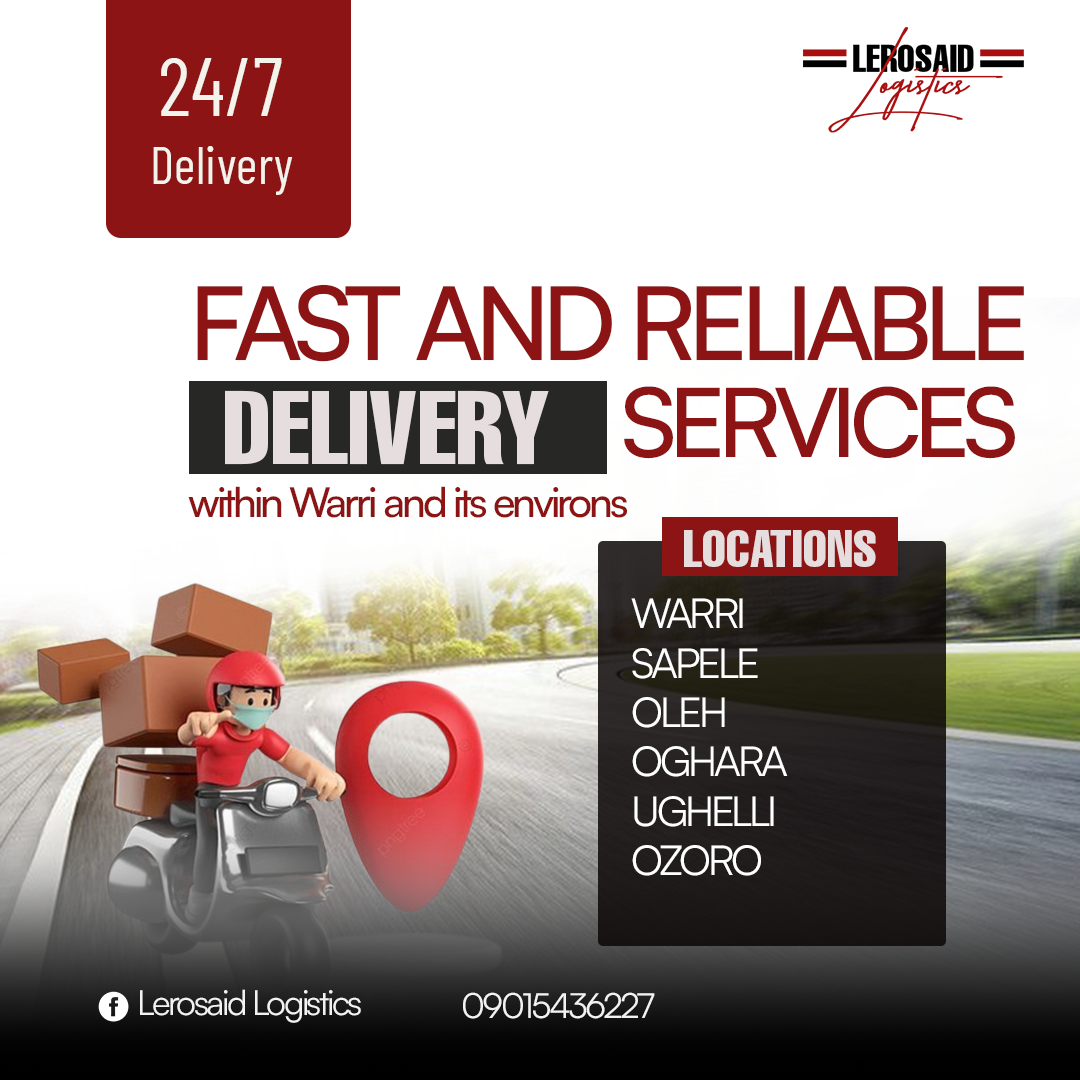 24/7
Delivery
LEROSAID
Logistics
FAST AND RELIABLE
DELIVERY SERVICES
within Warri and its environs
LOCATIONS
WARRI
SAPELE
OLEH
OGHARA
UGHELLI
OZORO
pngtree
Lerosaid Logistics
09015436227